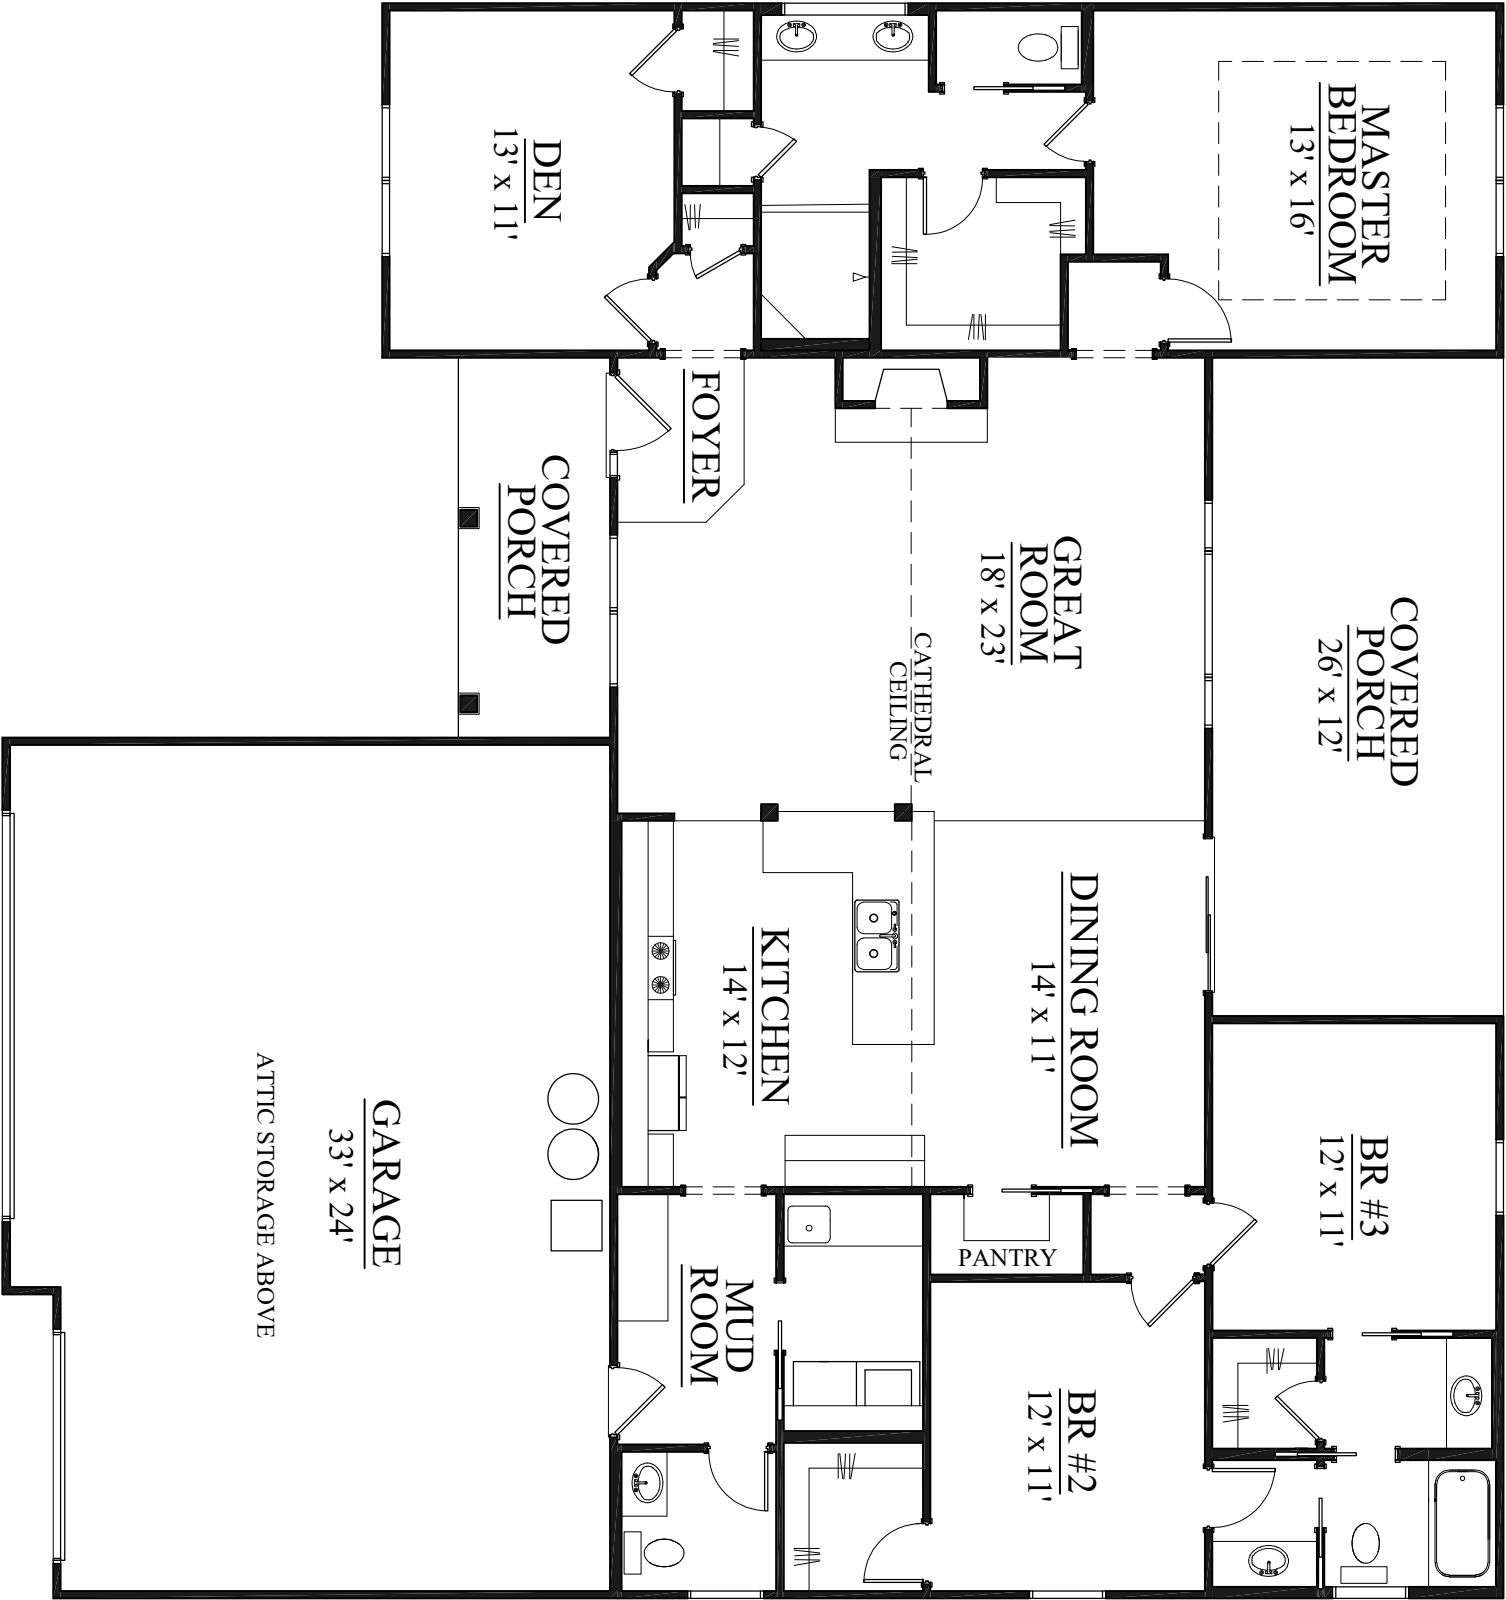 MASTER
BEDROOM
13' x 16'
COVERED
PORCH
26' x 12'
BR #3
12' x 11'
GREAT
ROOM
18' x 23'
DINING ROOM
14' x 11'
BR #2
12' x 11'
PANTRY
CATHEDRAL
CEILING
KITCHEN
14' x 12'
MUD
ROOM
FOYER
DEN
13' x 11'
COVERED
PORCH
GARAGE
33' x 24'
ATTIC STORAGE ABOVE